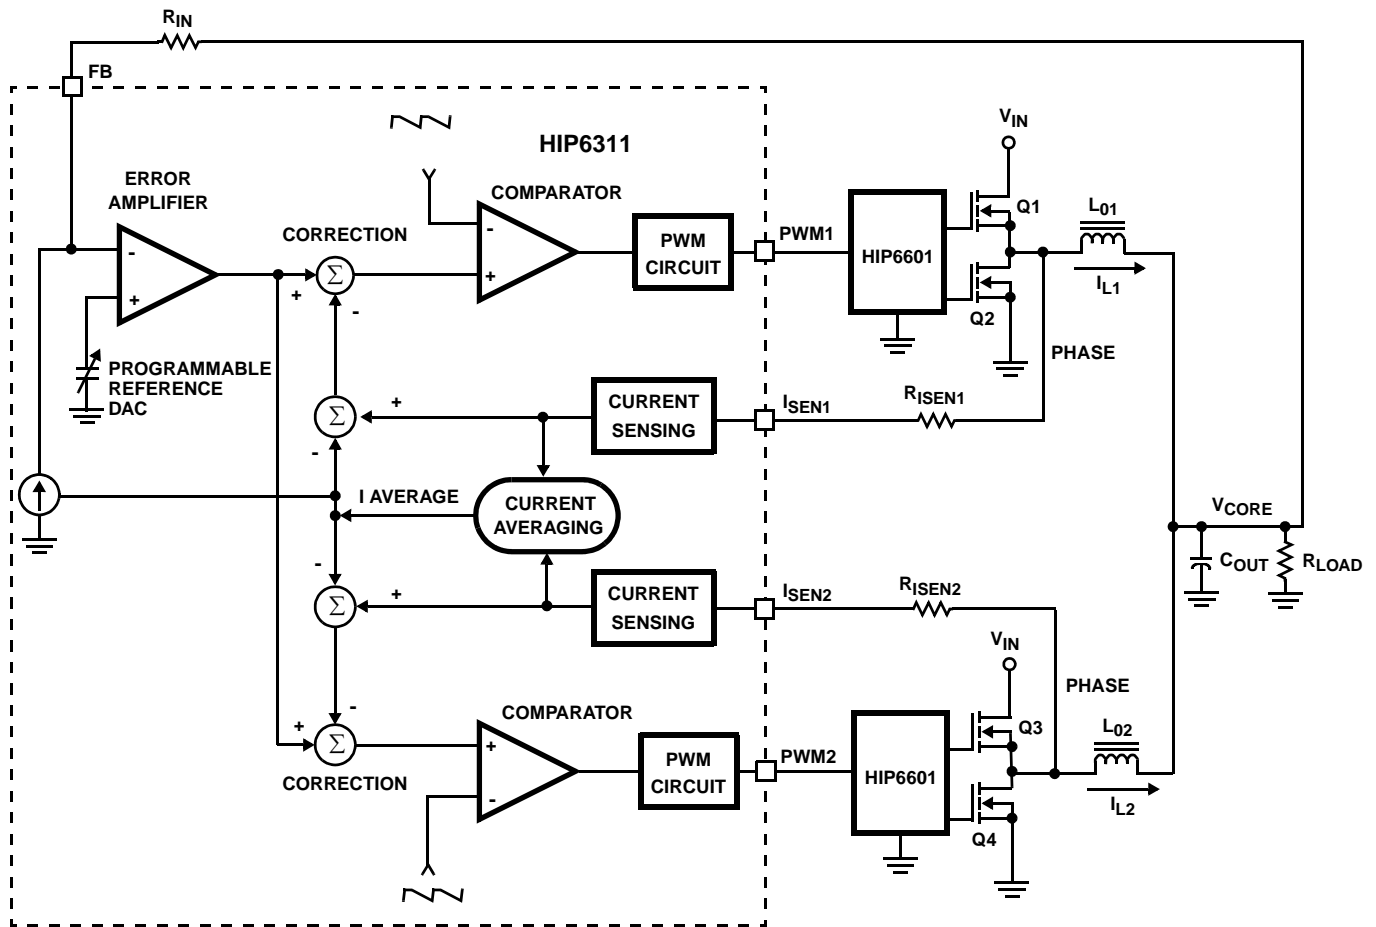 RIN
FB
HIP6311
VIN
ERROR
AMPLIFIER
COMPARATOR
Q1
L01
CORRECTION
-
-
PWM
CIRCUIT
PWM1
HIP6601
Σ
+
+
+
IL1
-
Q2
PHASE
PROGRAMMABLE
REFERENCE
DAC
CURRENT
SENSING
ISEN1
RISEN1
+
Σ
-
I AVERAGE
CURRENT
AVERAGING
VCORE
COUT
RLOAD
-
+
Σ
CURRENT
SENSING
ISEN2
RISEN2
VIN
PHASE
-
COMPARATOR
Q3
L02
+
Σ
+
PWM
CIRCUIT
PWM2
HIP6601
CORRECTION
-
IL2
Q4